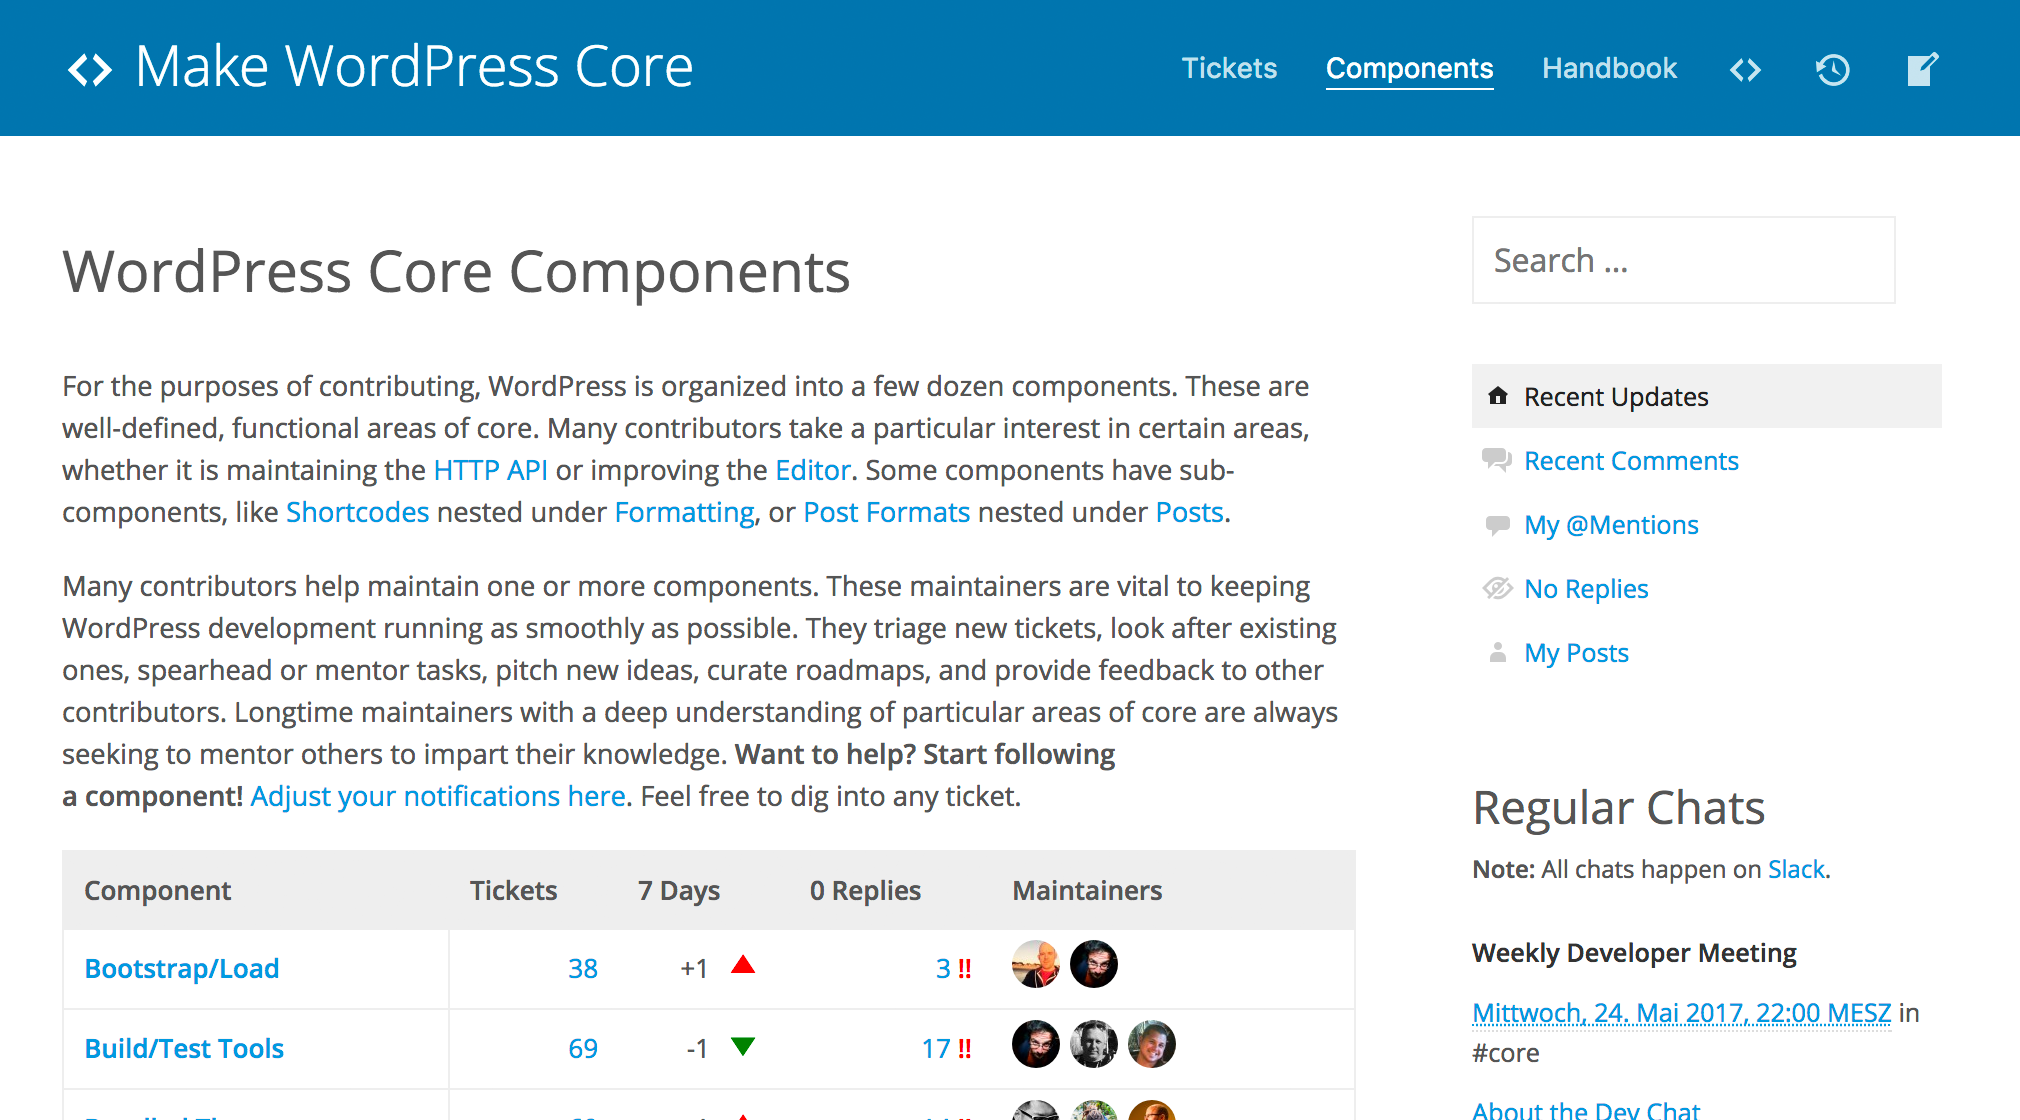 Make WordPress Core
Tickets Components Handbook
WordPress Core Components
For the purposes of contributing, WordPress is organized into a few dozen components. These are
well-defined, functional areas of core. Many contributors take a particular interest in certain areas,
whether it is maintaining the HTTP API or improving the Editor. Some components have sub-
components, like Shortcodes nested under Formatting, or Post Formats nested under Posts.
Many contributors help maintain one or more components. These maintainers are vital to keeping
WordPress development running as smoothly as possible. They triage new tickets, look after existing
ones, spearhead or mentor tasks, pitch new ideas, curate roadmaps, and provide feedback to other
contributors. Longtime maintainers with a deep understanding of particular areas of core are always
seeking to mentor others to impart their knowledge. Want to help? Start following
a component! Adjust your notifications here. Feel free to dig into any ticket.
Component Tickets 7 Days 0 Replies Maintainers
Bootstrap/Load 38 +1 3 !!
Build/Test Tools 69 -1 17 !!
Search ...
Recent Updates
Recent Comments
My @Mentions
No Replies
My Posts
Regular Chats
Note: All chats happen on Slack.
Weekly Developer Meeting
Mittwoch, 24. Mai 2017, 22:00 MESZ in
#core
About the Dev Chat